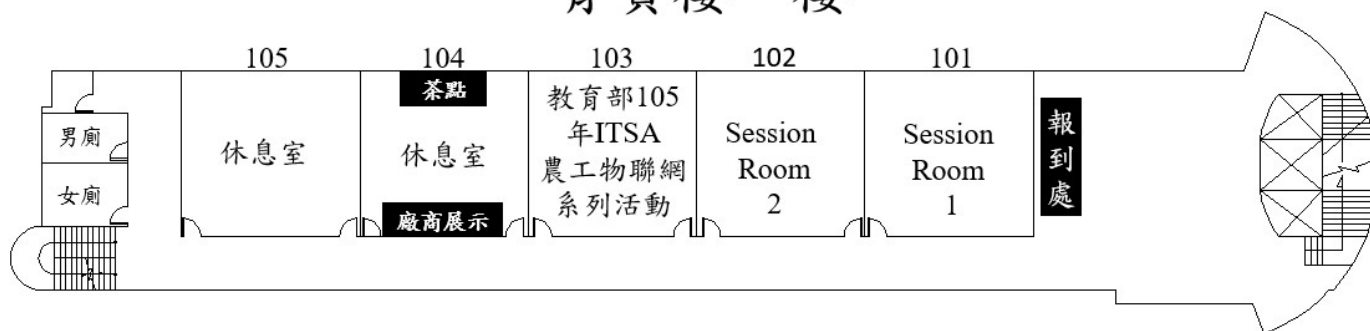 105
104
103
102
101
茶點
教育部105
年ITSA
農工物聯網
系列活動
休息室
休息室
Session
Room
2
Session
Room
1
報到處
男廁
女廁
廠商展示